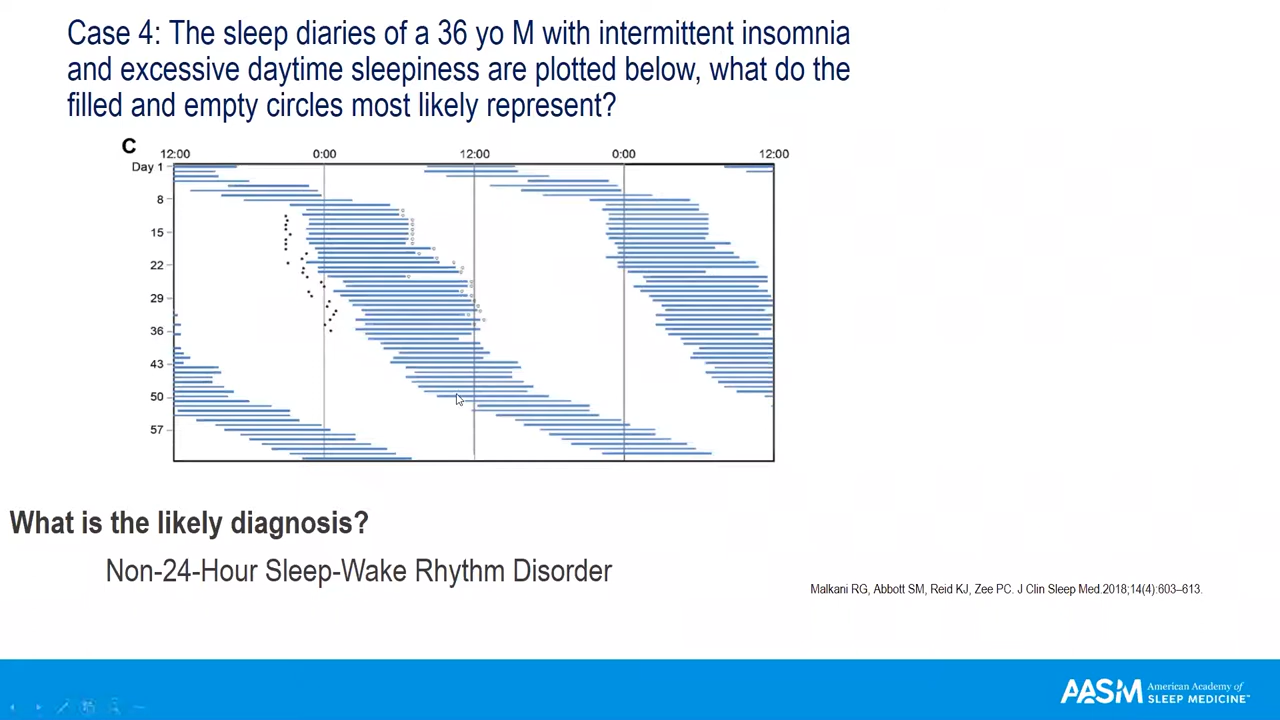 Case 4: The sleep diaries of a 36 yo M with intermittent insomnia
and excessive daytime sleepiness are plotted below, what do the
filled and empty circles most likely represent?
C
12:00 0:00 12:00 0:00 12:00
Day 1
8
15
22
29
36
43
50
57
What is the likely diagnosis?
Non-24-Hour Sleep-Wake Rhythm Disorder
Malkani RG, Abbott SM, Reid KJ, Zee PC. J Clin Sleep Med.2018;14(4):603–613.
AASM American Academy of
SLEEP MEDICINE™